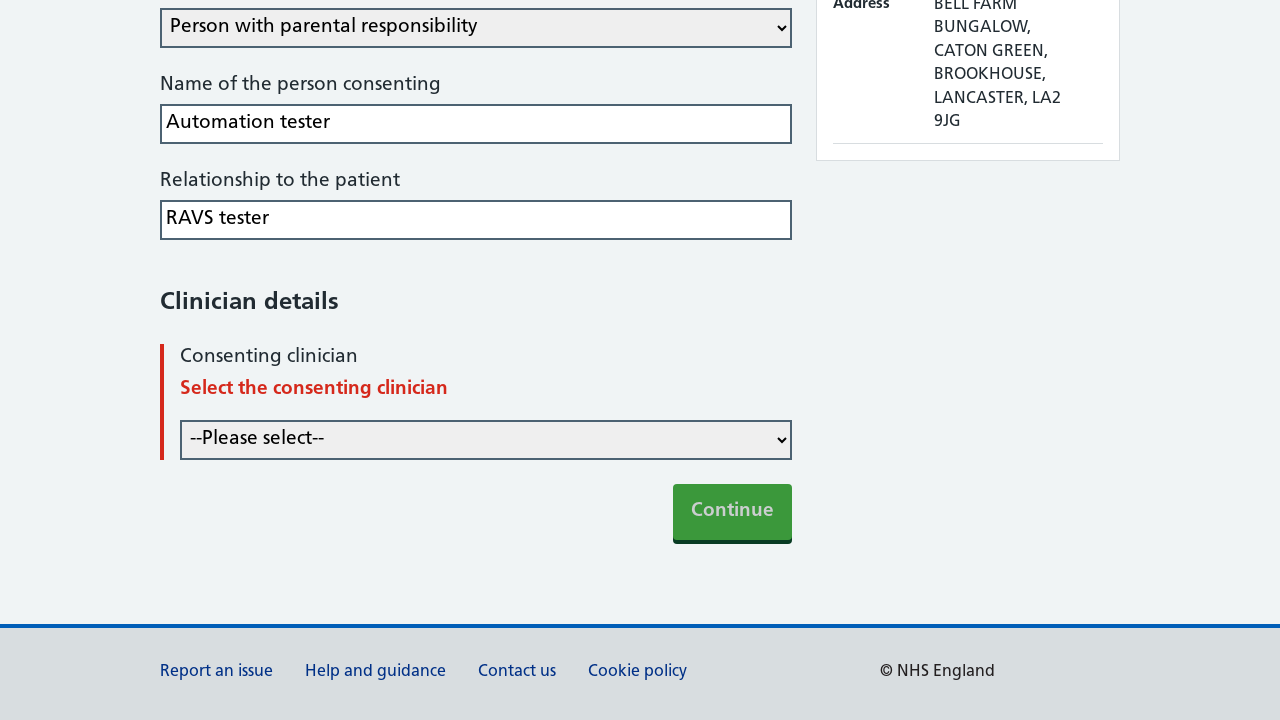 Person with parental responsibility
Name of the person consenting
Automation tester
Relationship to the patient
RAVS tester
Clinician details
Consenting clinician
Select the consenting clinician
--Please select--
Continue
Address
BELL FARM
BUNGALOW,
CATON GREEN,
BROOKHOUSE,
LANCASTER, LA2
9JG
Report an issue
Help and guidance
Contact us
Cookie policy
© NHS England